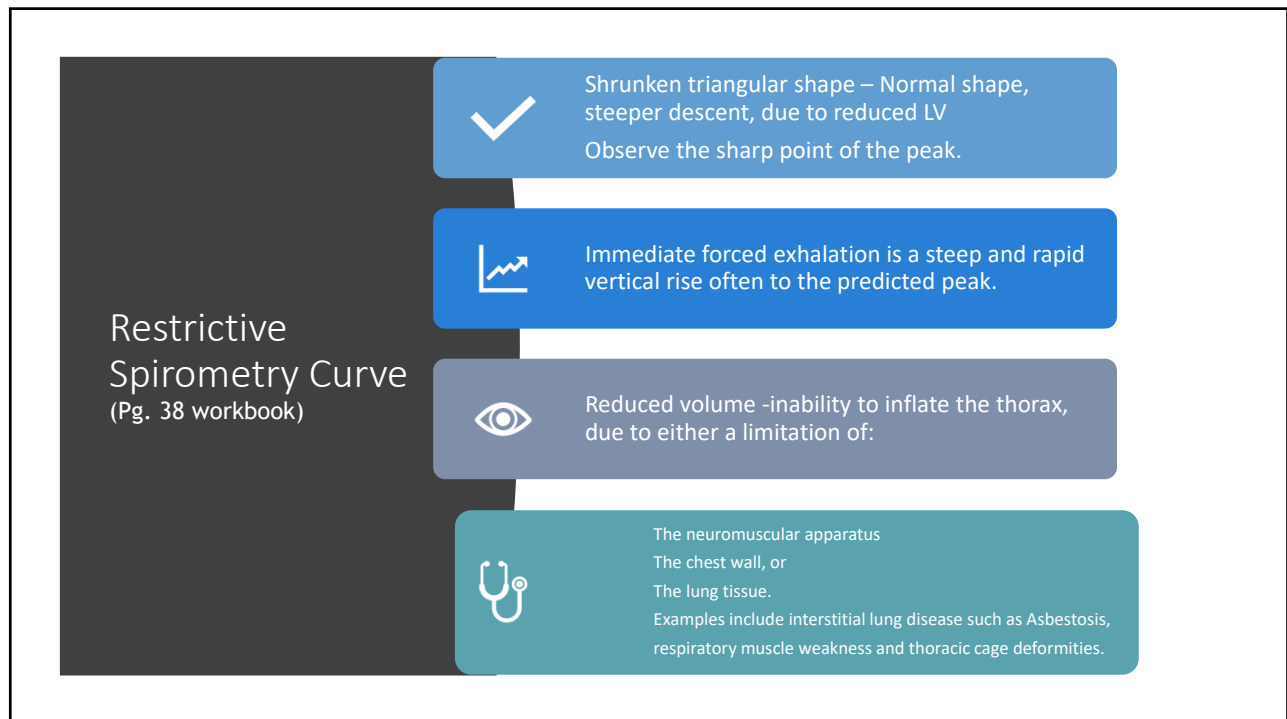 Restrictive
Spirometry Curve
(Pg. 38 workbook)
Shrunken triangular shape – Normal shape,
steeper descent, due to reduced LV
Observe the sharp point of the peak.
Immediate forced exhalation is a steep and rapid
vertical rise often to the predicted peak.
Reduced volume -inability to inflate the thorax,
due to either a limitation of:
The neuromuscular apparatus
The chest wall, or
The lung tissue.
Examples include interstitial lung disease such as Asbestosis,
respiratory muscle weakness and thoracic cage deformities.